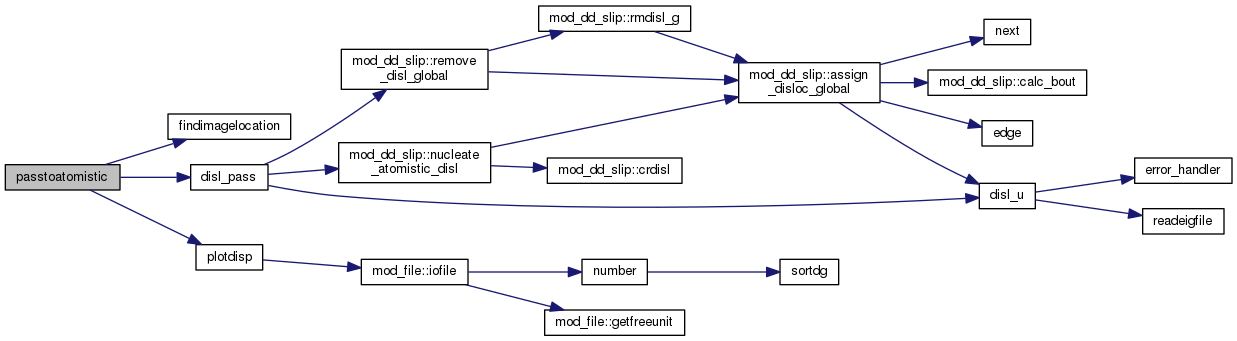 passtoatomistic
findimagelocation
disl_pass
plotdisp
mod_dd_slip::remove
_disl_global
mod_dd_slip::nucleate
_atomistic_disl
mod_file::iofile
mod_dd_slip::rmdisl_g
mod_dd_slip::crdisl
number
mod_file::getfreeunit
mod_dd_slip::assign
_disloc_global
sortdg
next
mod_dd_slip::calc_bout
edge
disl_u
error_handler
readeigfile